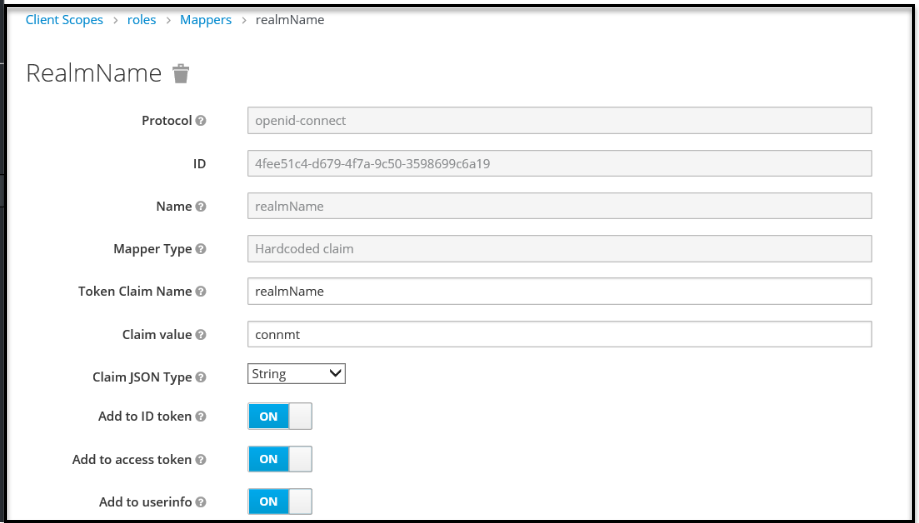 Client Scopes > roles > Mappers > realmName
RealmName
Protocol openid-connect
ID 4fee51c4-d679-4f7a-9c50-3598699c6a19
Name realmName
Mapper Type Hardcoded claim
Token Claim Name realmName
Claim value connmt
Claim JSON Type String
Add to ID token ON
Add to access token ON
Add to userinfo ON